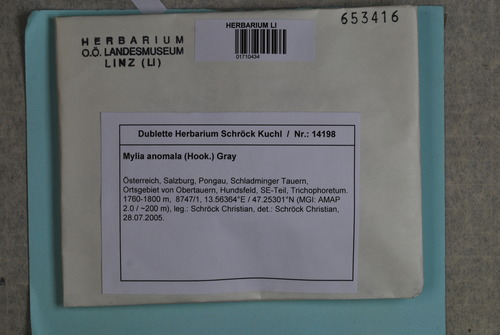 653416
HERBARIUM
O.Ö. LANDESMUSEUM
LINZ (LI)
HERBARIUM LI
01710434
Dublette Herbarium Schröck Kuchl / Nr.: 14198
Mylia anomala (Hook.) Gray
Österreich, Salzburg, Pongau, Schladminger Tauern,
Ortsgebiet von Obertauern, Hundsfeld, SE-Teil, Trichophoretum.
1760-1800 m, 8747/1, 13.56364°E / 47.25301°N (MGI: AMAP
2.0 / ~200 m), leg.: Schröck Christian, det.: Schröck Christian,
28.07.2005.